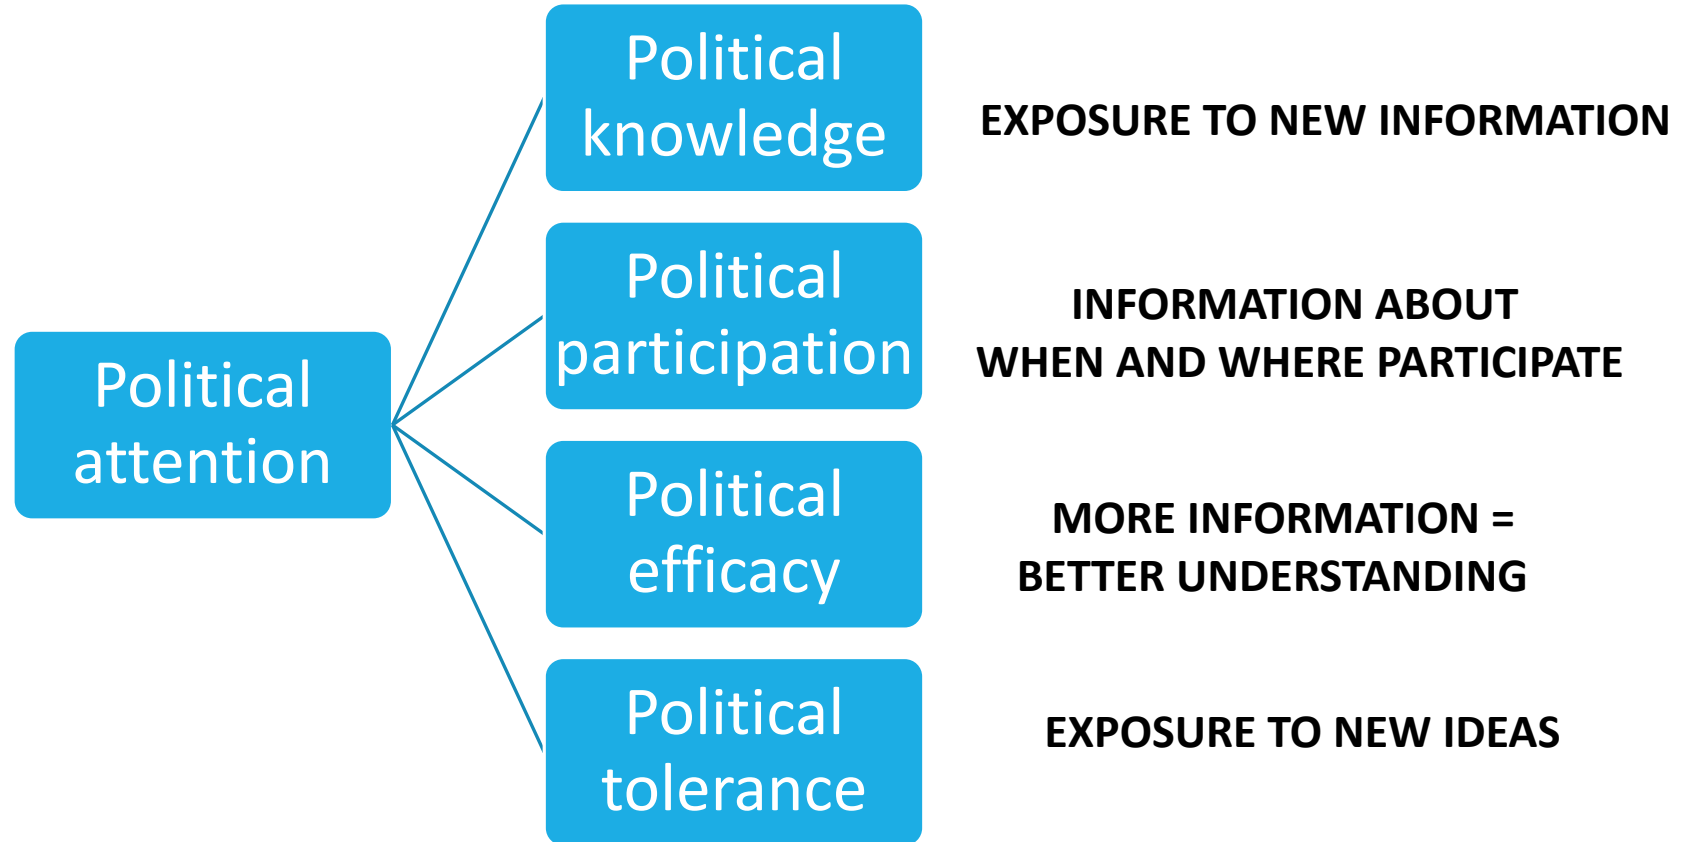 Political
attention
Political
knowledge
EXPOSURE TO NEW INFORMATION
Political
participation
INFORMATION ABOUT
WHEN AND WHERE PARTICIPATE
Political
efficacy
MORE INFORMATION =
BETTER UNDERSTANDING
Political
tolerance
EXPOSURE TO NEW IDEAS